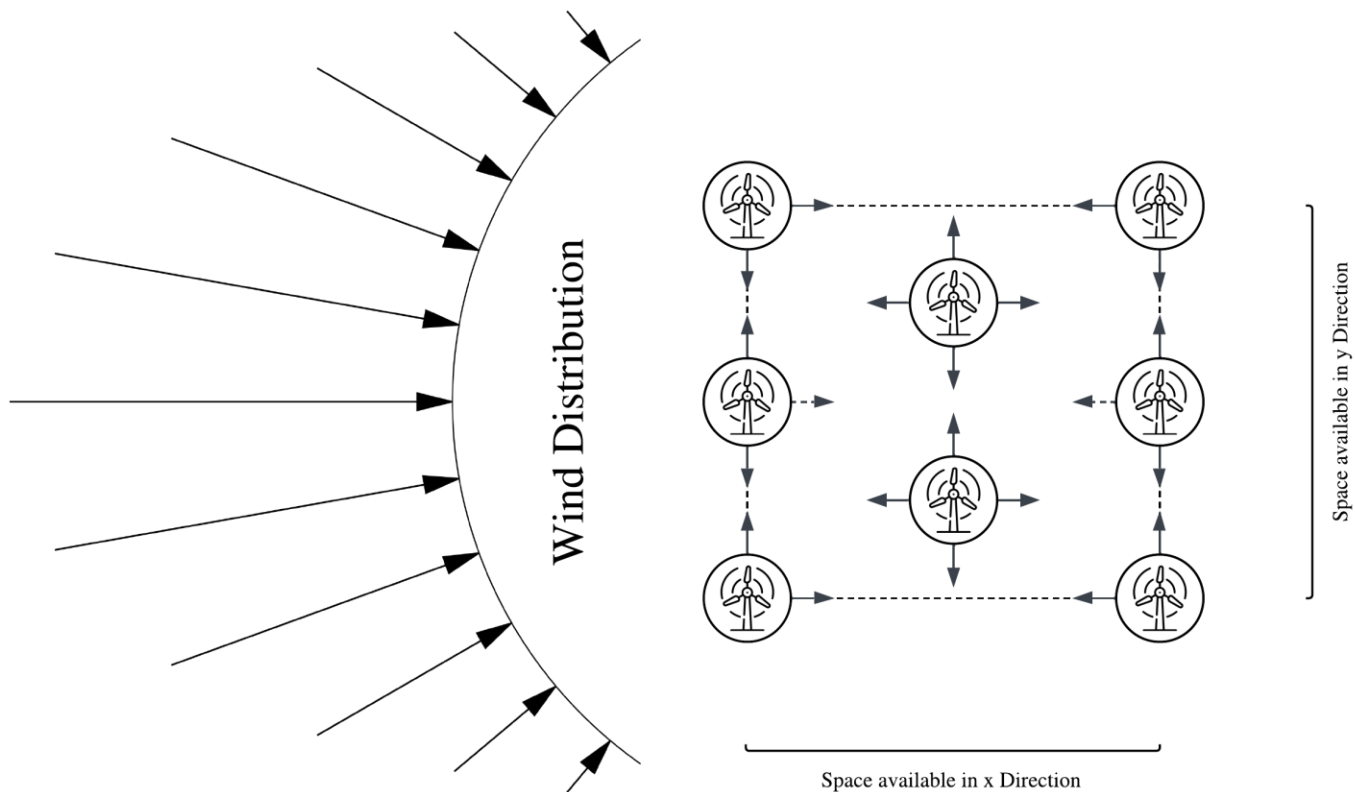 Wind Distribution
Space available in y Direction
Space available in x Direction